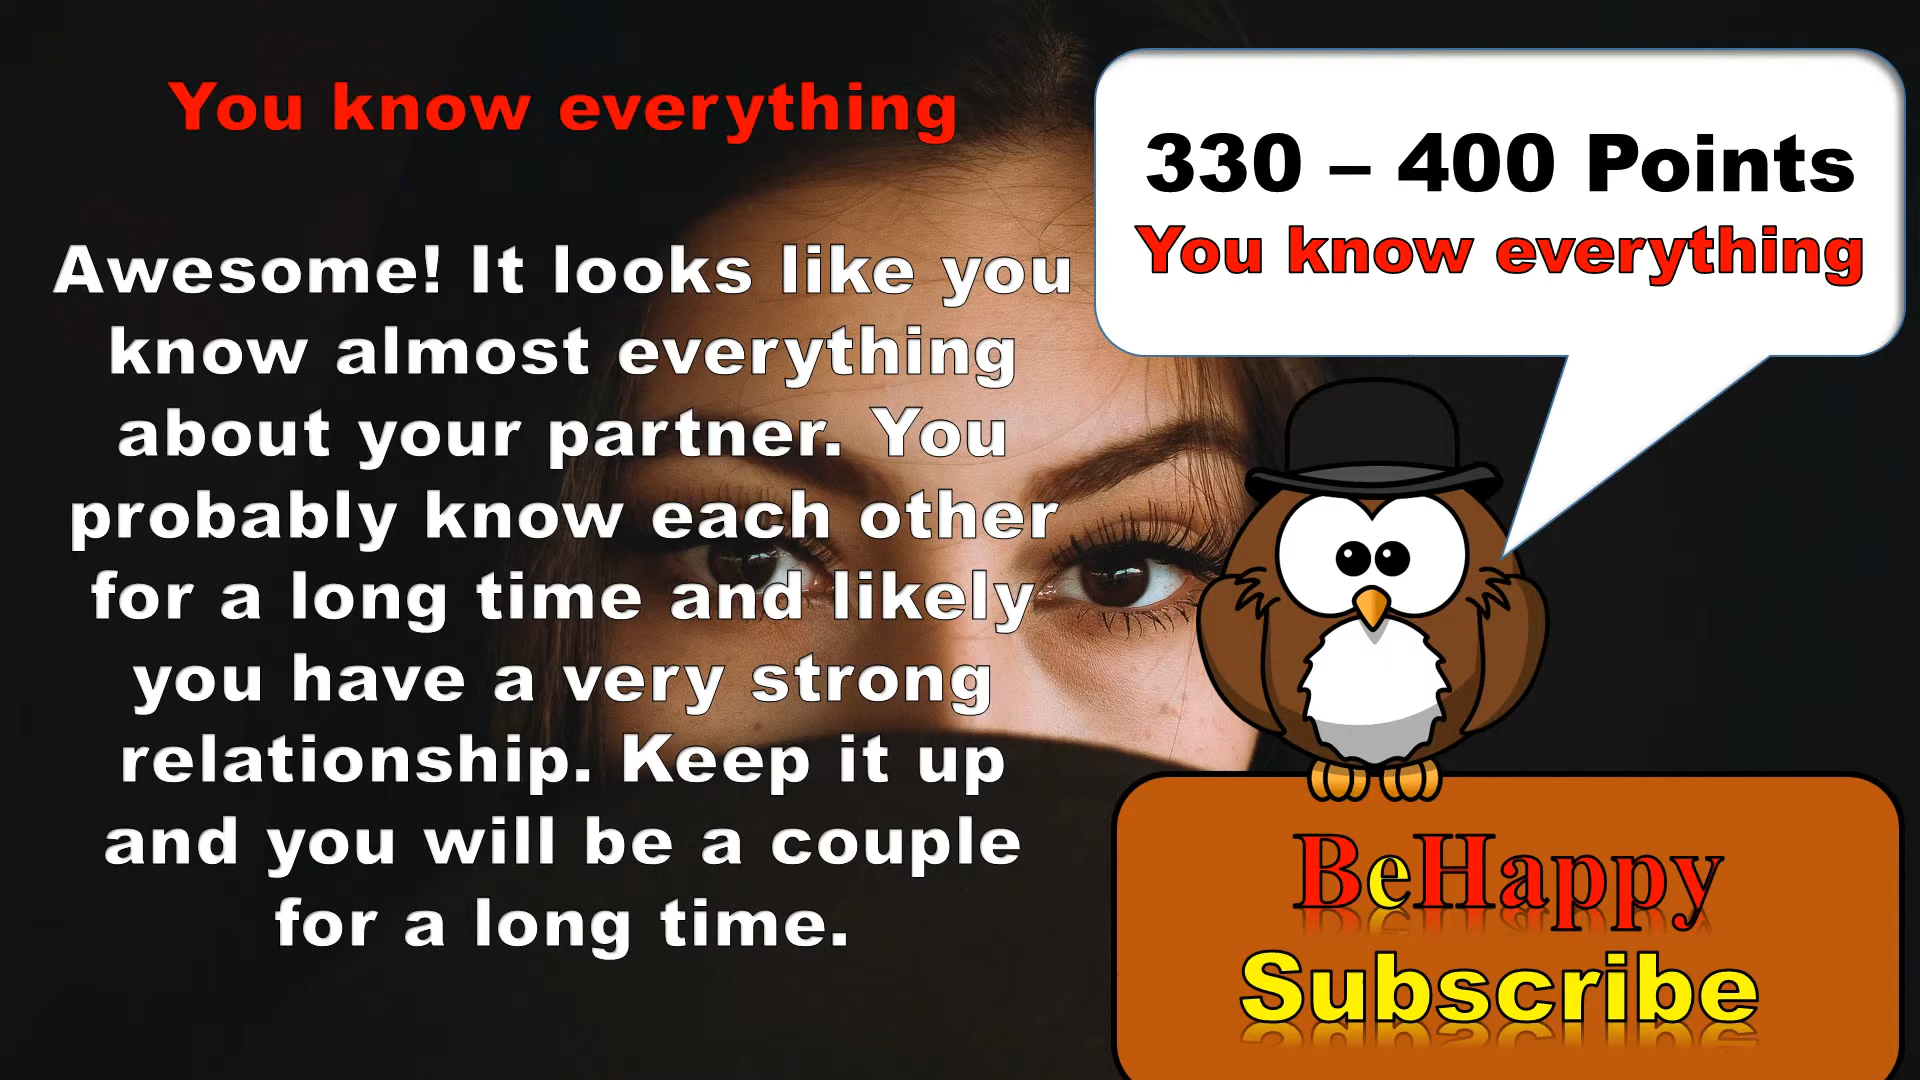 You know everything
Awesome! It looks like you
know almost everything
about your partner. You
probably know each other
for a long time and likely
you have a very strong
relationship. Keep it up
and you will be a couple
for a long time.
330 – 400 Points
You know everything
BeHappy
Subscribe